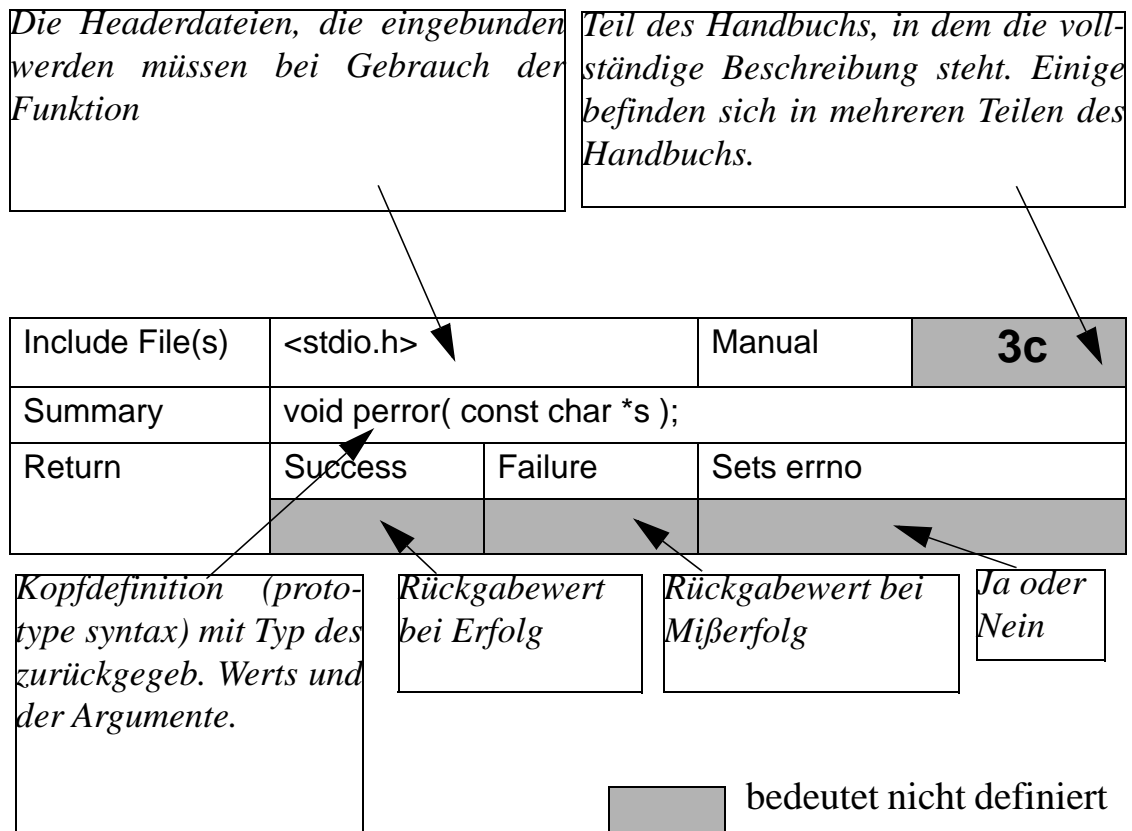 Die Headerdateien, die eingebunden
werden müssen bei Gebrauch der
Funktion
Teil des Handbuchs, in dem die voll-
ständige Beschreibung steht. Einige
befinden sich in mehreren Teilen des
Handbuchs.
Include File(s) <stdio.h> Manual 3c
Summary void perror( const char *s );
Return Success Failure Sets errno
Kopfdefinition (proto-
type syntax) mit Typ des
zurückgegeb. Werts und
der Argumente.
Rückgabewert
bei Erfolg
Rückgabewert bei
Mißerfolg
Ja oder
Nein
bedeutet nicht definiert